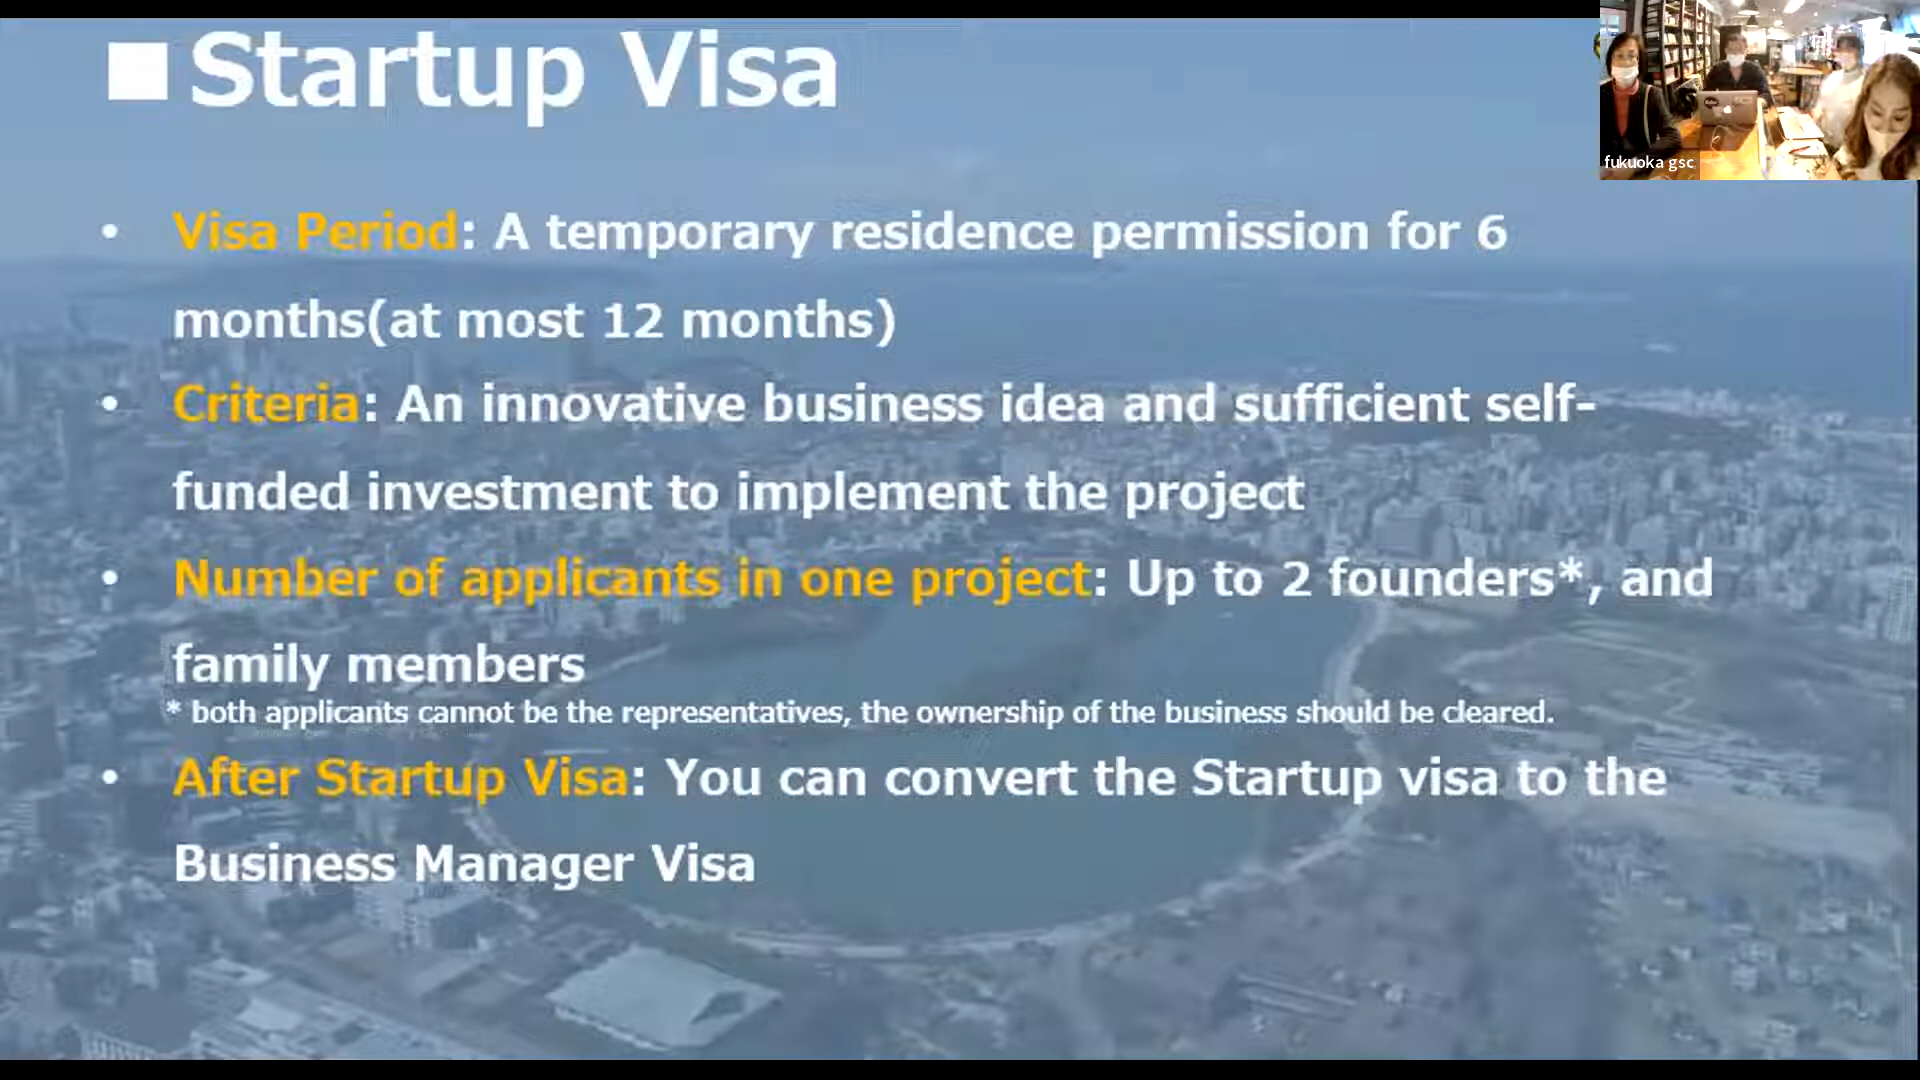 ■Startup Visa
fukuoka gsc
• Visa Period: A temporary residence permission for 6
months(at most 12 months)
• Criteria: An innovative business idea and sufficient self-
funded investment to implement the project
• Number of applicants in one project: Up to 2 founders*, and
family members
* both applicants cannot be the representatives, the ownership of the business should be cleared.
• After Startup Visa: You can convert the Startup visa to the
Business Manager Visa